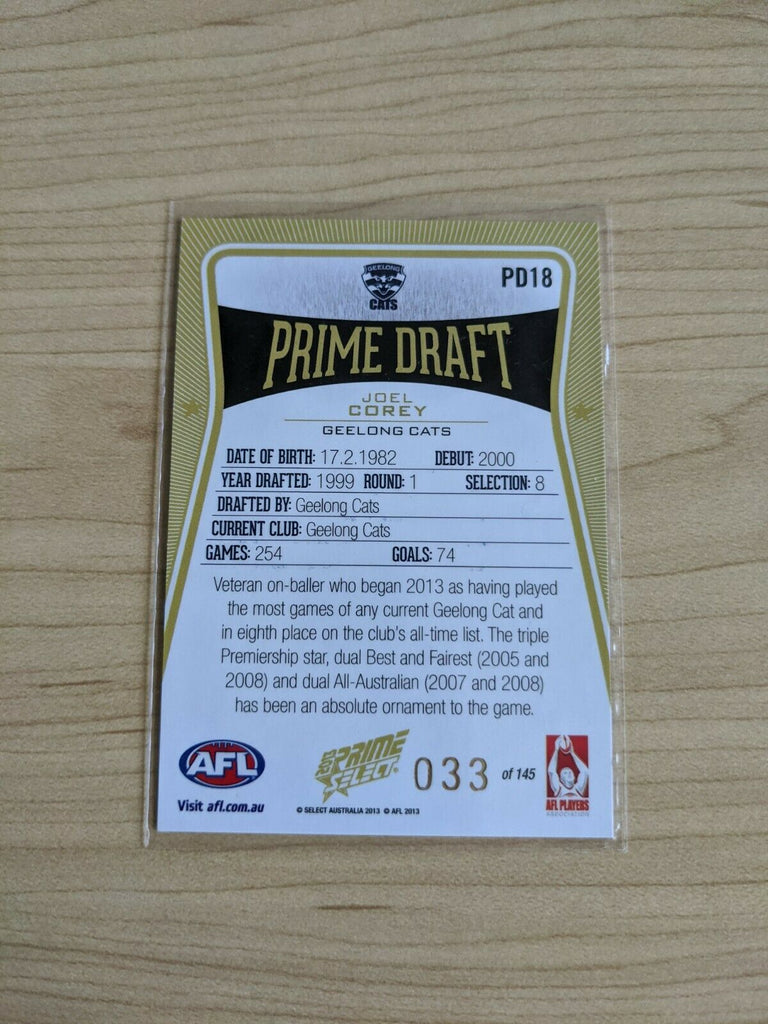 GEELONG
CATS
PD18
PRIME DRAFT
JOEL
COREY
GEELONG CATS
DATE OF BIRTH: 17.2.1982 DEBUT: 2000
YEAR DRAFTED: 1999 ROUND: 1 SELECTION: 8
DRAFTED BY: Geelong Cats
CURRENT CLUB: Geelong Cats
GAMES: 254 GOALS: 74
Veteran on-baller who began 2013 as having played
the most games of any current Geelong Cat and
in eighth place on the club's all-time list. The triple
Premiership star, dual Best and Fairest (2005 and
2008) and dual All-Australian (2007 and 2008)
has been an absolute ornament to the game.
AFL
Visit afl.com.au
2013 PRIME
SELECT
© SELECT AUSTRALIA 2013 © AFL 2013
033 of 145
AFL PLAYERS
ASSOCIATION